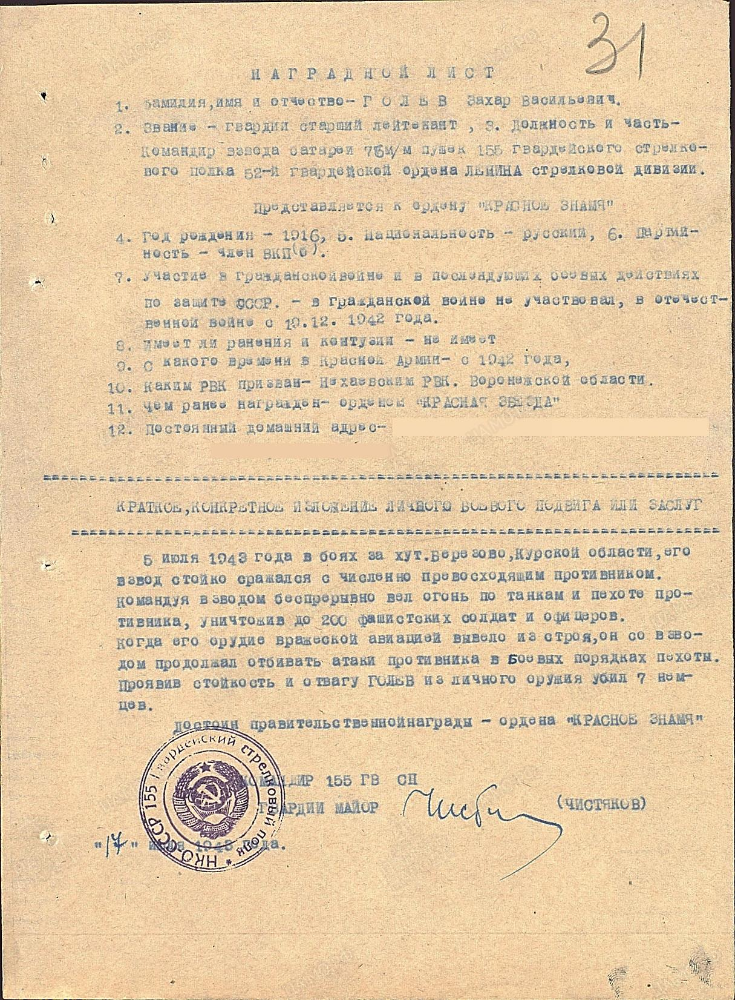 31
НАГРАДНОЙ ЛИСТ
1. Фамилия,имя и отчество- Г О Л Е В Захар Васильевич.
2. Звание - гвардии старший лейтенант , 3. Должность и часть-
Командир взвода батареи 76м/м пушек 155 гвардейского стрелко-
вого полка 52-й гвардейской ордена ЛЕНИНА стрелковой дивизии.
Представляется к ордену "КРАСНОЕ ЗНАМЯ"
4. Год рождения - 1916, 5. Национальность - русский, 6. Партий-
ность - член ВКП(б).
7. Участие в гражданскойвойне и в послендующих боевых действиях
по защите СССР. - в гражданской войне не участвовал, в отечест-
венной войне с 19.12. 1942 года.
8. Имеет ли ранения и контузии - не имеет
9. С какого времени в Красной Армии- с 1942 года,
10. Каким РВК призван- Нехаевским РВК. Воронежской области.
11. Чем ранее награжден- орденом "КРАСНАЯ ЗВЕЗДА"
12. Постоянный домашний адрес-
КРАТКОЕ,КОНКРЕТНОЕ ИЗЛОЖЕНИЕ ЛИЧНОГО БОЕВОГО ПОДВИГА ИЛИ ЗАСЛУГ
5 июля 1943 года в боях за хут.Березово,Курской области,его
взвод стойко сражался с численно превосходящим противником.
Командуя взводом беспрерывно вел огонь по танкам и пехоте про-
тивника, уничтожив до 200 фашистских солдат и офицеров.
Когда его орудие вражеской авиацией вывело из строя,он со взво-
дом продолжал отбивать атаки противника в боевых порядках пехоты.
Проявив стойкость и отвагу ГОЛЕВ из личного оружия убил 7 нем-
цев.
Достоин правительственнойнаграды - ордена "КРАСНОЕ ЗНАМЯ"
КОМАНДИР 155 ГВ СП
ГВАРДИИ МАЙОР (ЧИСТЯКОВ)
"17" июля 1943 года.
НКО-СССР 155 Гвардейский стрелковый полк *